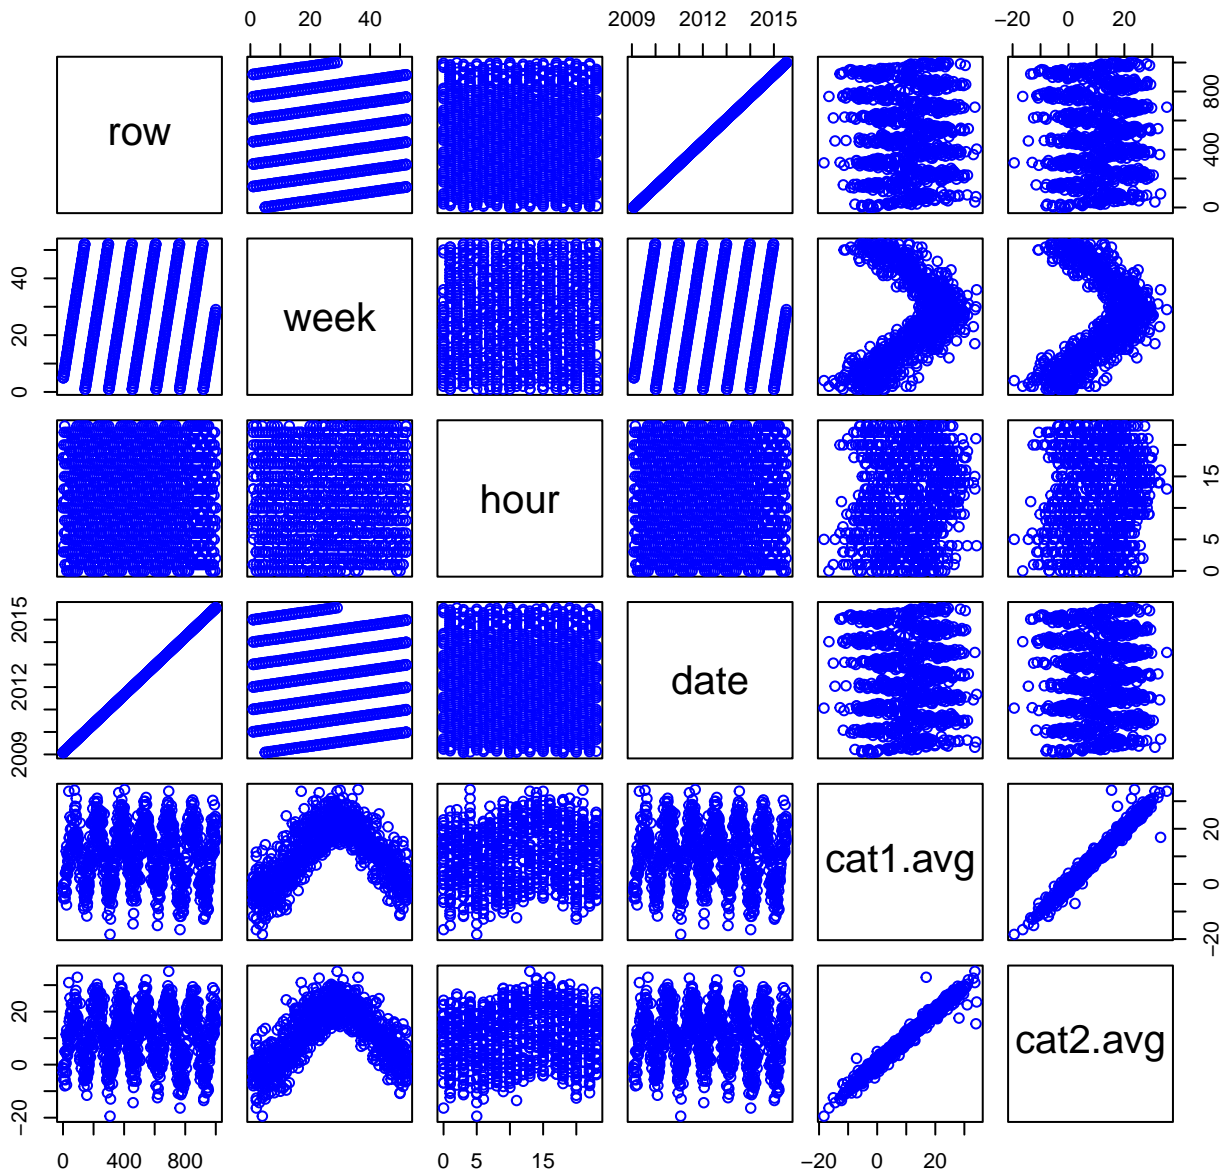 0 20 40 2009 2012 2015 −20 0 20
row 0 400 800
0 20 40 week
hour 0 5 15
2009 2012 2015 date
cat1.avg −20 0 20
−20 0 20 cat2.avg
0 400 800 0 5 15 −20 0 20